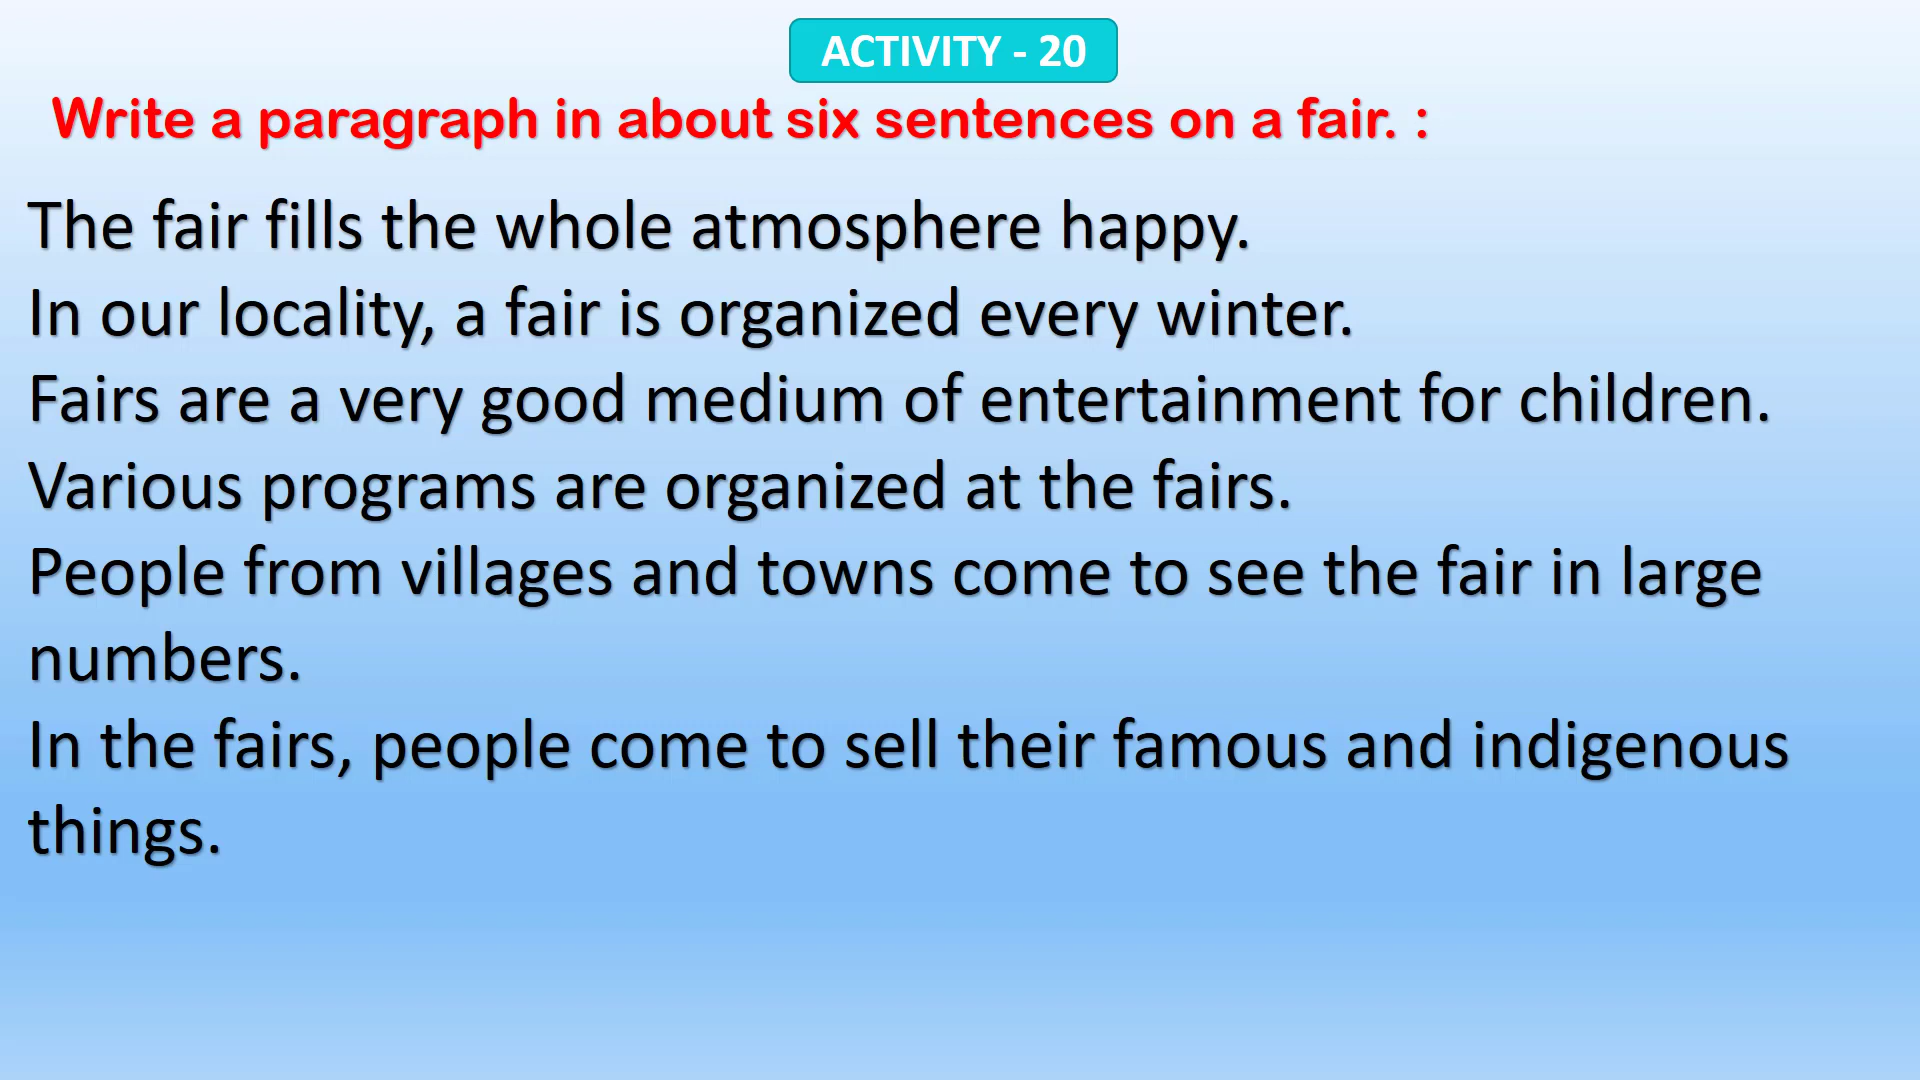 ACTIVITY - 20
Write a paragraph in about six sentences on a fair. :
The fair fills the whole atmosphere happy.
In our locality, a fair is organized every winter.
Fairs are a very good medium of entertainment for children.
Various programs are organized at the fairs.
People from villages and towns come to see the fair in large
numbers.
In the fairs, people come to sell their famous and indigenous
things.